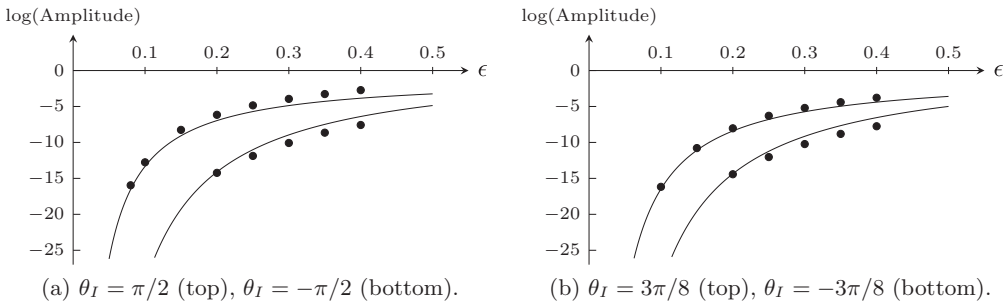 log(Amplitude)
0.1 0.2 0.3 0.4 0.5
ϵ
0
−5
−10
−15
−20
−25
(a) θ_I = π/2 (top), θ_I = −π/2 (bottom).
log(Amplitude)
0.1 0.2 0.3 0.4 0.5
ϵ
0
−5
−10
−15
−20
−25
(b) θ_I = 3π/8 (top), θ_I = −3π/8 (bottom).